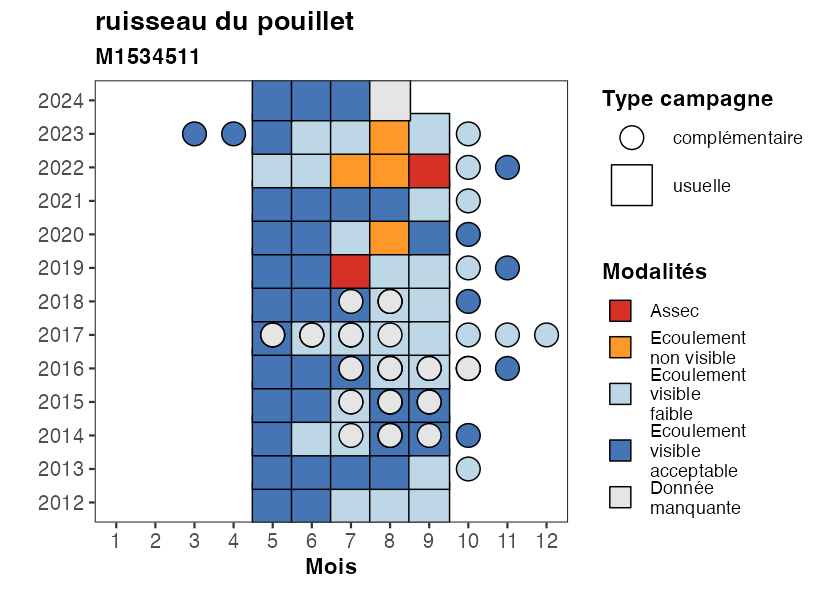 ruisseau du pouillet
M1534511
2024
2023
2022
2021
2020
2019
2018
2017
2016
2015
2014
2013
2012
1 2 3 4 5 6 7 8 9 10 11 12
Mois
Type campagne
complémentaire
usuelle
Modalités
Assec
Ecoulement
non visible
Ecoulement
visible
faible
Ecoulement
visible
acceptable
Donnée
manquante